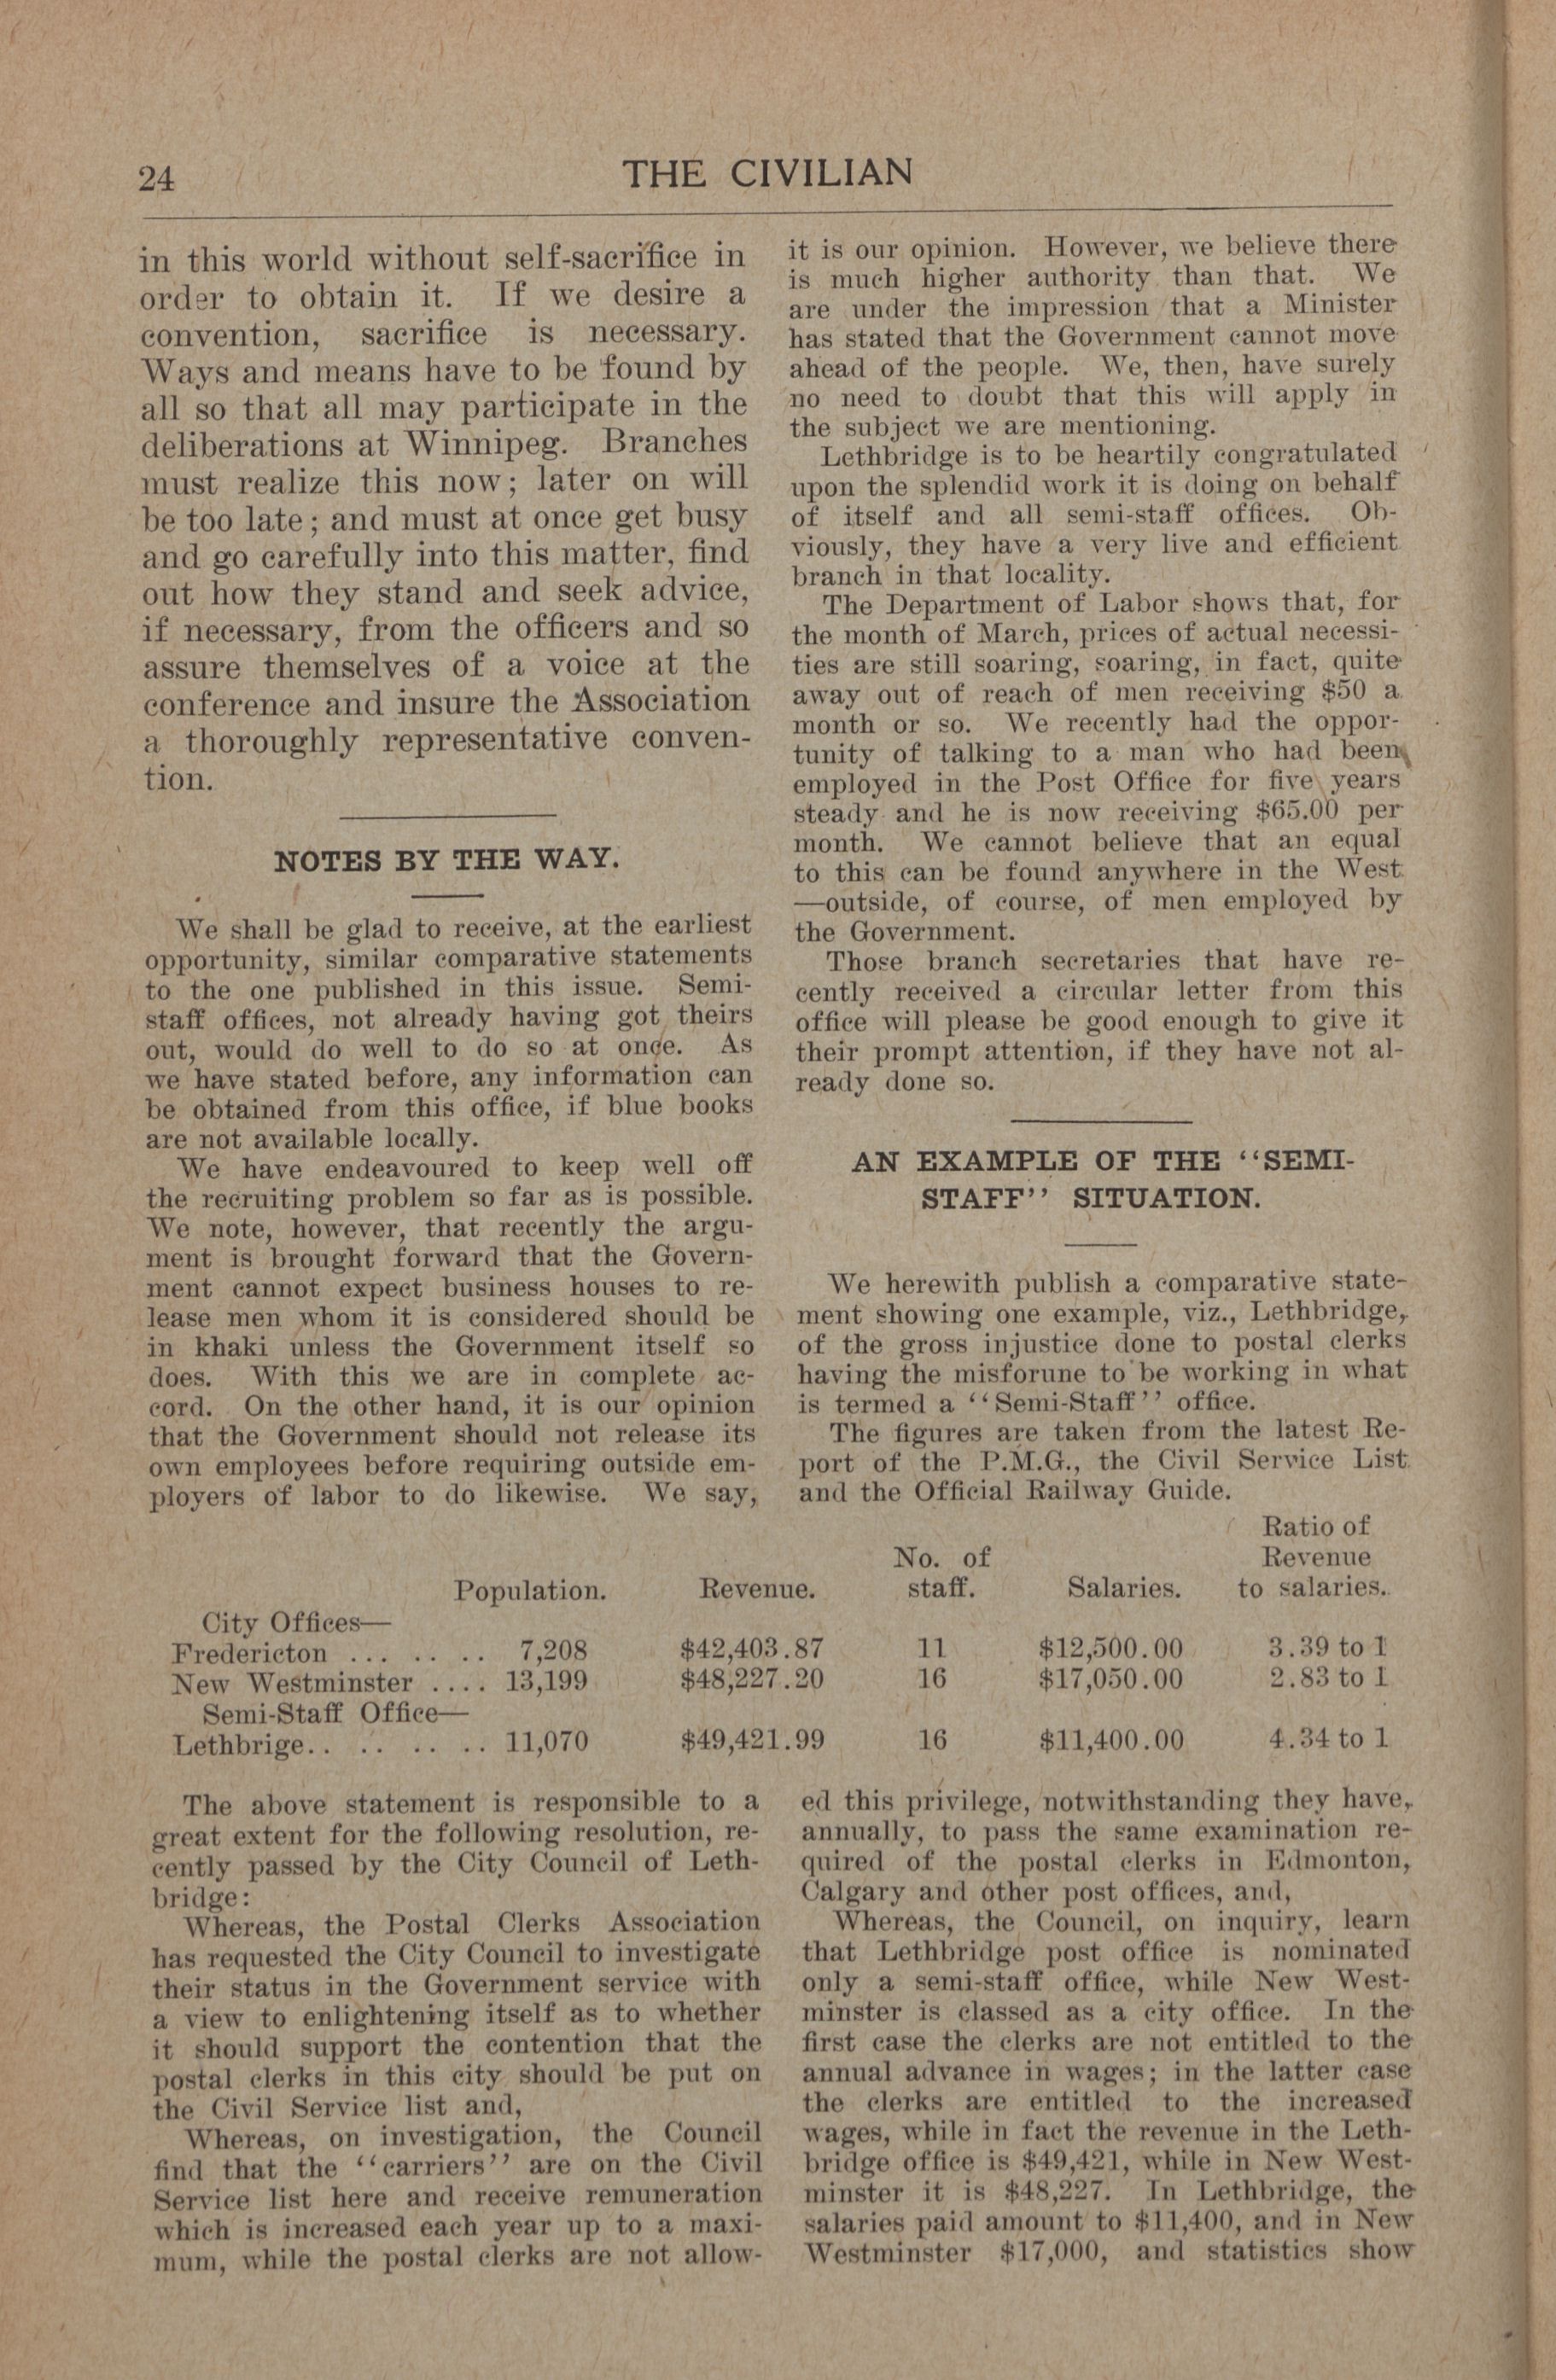 24
THE CIVILIAN
in this world without self-sacrifice in
order to obtain it. If we desire a
convention, sacrifice is necessary.
Ways and means have to be found by
all so that all may participate in the
deliberations at Winnipeg. Branches
must realize this now; later on will
be too late; and must at once get busy
and go carefully into this matter, find
out how they stand and seek advice,
if necessary, from the officers and so
assure themselves of a voice at the
conference and insure the Association
a thoroughly representative conven-
tion.
NOTES BY THE WAY.
We shall be glad to receive, at the earliest
opportunity, similar comparative statements
to the one published in this issue. Semi-
staff offices, not already having got theirs
out, would do well to do so at once. As
we have stated before, any information can
be obtained from this office, if blue books
are not available locally.
We have endeavoured to keep well off
the recruiting problem so far as is possible.
We note, however, that recently the argu-
ment is brought forward that the Govern-
ment cannot expect business houses to re-
lease men whom it is considered should be
in khaki unless the Government itself so
does. With this we are in complete ac-
cord. On the other hand, it is our opinion
that the Government should not release its
own employees before requiring outside em-
ployers of labor to do likewise. We say,
it is our opinion. However, we believe there
is much higher authority than that. We
are under the impression that a Minister
has stated that the Government cannot move
ahead of the people. We, then, have surely
no need to doubt that this will apply in
the subject we are mentioning.
Lethbridge is to be heartily congratulated
upon the splendid work it is doing on behalf
of itself and all semi-staff offices. Ob-
viously, they have a very live and efficient
branch in that locality.
The Department of Labor shows that, for
the month of March, prices of actual necessi-
ties are still soaring, soaring, in fact, quite
away out of reach of men receiving $50 a
month or so. We recently had the oppor-
tunity of talking to a man who had been
employed in the Post Office for five years
steady and he is now receiving $65.00 per
month. We cannot believe that an equal
to this can be found anywhere in the West
—outside, of course, of men employed by
the Government.
Those branch secretaries that have re-
cently received a circular letter from this
office will please be good enough to give it
their prompt attention, if they have not al-
ready done so.
AN EXAMPLE OF THE ''SEMI-
STAFF'' SITUATION.
We herewith publish a comparative state-
ment showing one example, viz., Lethbridge,
of the gross injustice done to postal clerks
having the misforune to be working in what
is termed a ''Semi-Staff'' office.
The figures are taken from the latest Re-
port of the P.M.G., the Civil Service List
and the Official Railway Guide.
Ratio of
No. of Revenue
Population. Revenue. staff. Salaries. to salaries.
City Offices—
Fredericton ... .. .. 7,208 $42,403.87 11 $12,500.00 3.39 to 1
New Westminster .... 13,199 $48,227.20 16 $17,050.00 2.83 to 1
Semi-Staff Office—
Lethbrige.. .. .. .. 11,070 $49,421.99 16 $11,400.00 4.34 to 1
The above statement is responsible to a
great extent for the following resolution, re-
cently passed by the City Council of Leth-
bridge:
Whereas, the Postal Clerks Association
has requested the City Council to investigate
their status in the Government service with
a view to enlightening itself as to whether
it should support the contention that the
postal clerks in this city should be put on
the Civil Service list and,
Whereas, on investigation, the Council
find that the ''carriers'' are on the Civil
Service list here and receive remuneration
which is increased each year up to a maxi-
mum, while the postal clerks are not allow-
ed this privilege, notwithstanding they have,
annually, to pass the same examination re-
quired of the postal clerks in Edmonton,
Calgary and other post offices, and,
Whereas, the Council, on inquiry, learn
that Lethbridge post office is nominated
only a semi-staff office, while New West-
minster is classed as a city office. In the
first case the clerks are not entitled to the
annual advance in wages; in the latter case
the clerks are entitled to the increased
wages, while in fact the revenue in the Leth-
bridge office is $49,421, while in New West-
minster it is $48,227. In Lethbridge, the
salaries paid amount to $11,400, and in New
Westminster $17,000, and statistics show